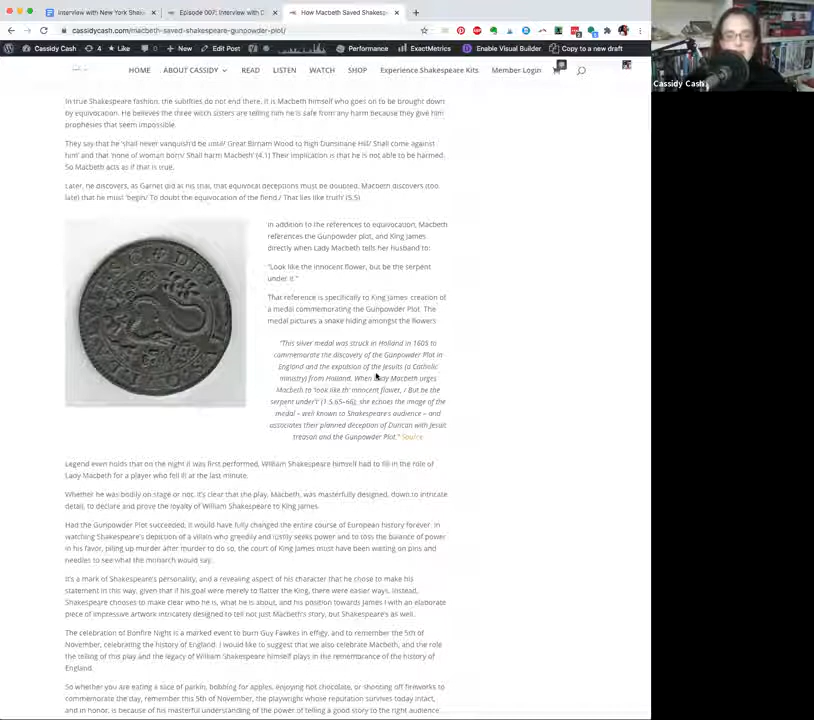 Interview with New York Shak
Episode 007: Interview with D
How Macbeth Saved Shakesp
cassidycash.com/macbeth-saved-shakespeare-gunpowder-plot/
Cassidy Cash 4 Like New Edit Post Performance ExactMetrics Enable Visual Builder Copy to a new draft
HOME ABOUT CASSIDY READ LISTEN WATCH SHOP Experience Shakespeare Kits Member Login
Cassidy Cash
In true Shakespeare fashion, the subtleties do not end there. It is Macbeth himself who goes on to be brought down
by equivocation. He believes the three witch sisters are telling him he is safe from any harm because they give him
prophesies that seem impossible.
They say that he 'shall never vanquish'd be until/ Great Birnam Wood to high Dunsinane Hill/ Shall come against
him' and that 'none of woman born/ Shall harm Macbeth' (4.1) Their implication is that he is not able to be harmed.
So Macbeth acts as if that is true.
Later, he discovers, as Garnet did at his trial, that equivocal deceptions must be doubted. Macbeth discovers (too
late) that he must 'begin/ To doubt the equivocation of the fiend,/ That lies like truth' (5.5)
In addition to the references to equivocation, Macbeth
references the Gunpowder plot, and King James
directly when Lady Macbeth tells her husband to:
"Look like the innocent flower, but be the serpent
under it."
That reference is specifically to King James' creation of
a medal commemorating the Gunpowder Plot. The
medal pictures a snake hiding amongst the flowers
"This silver medal was struck in Holland in 1605 to
commemorate the discovery of the Gunpowder Plot in
England and the expulsion of the Jesuits (a Catholic
ministry) from Holland. When Lady Macbeth urges
Macbeth to 'look like th' innocent flower, / But be the
serpent under't' (1.5.65–66), she echoes the image of the
medal – well known to Shakespeare's audience – and
associates their planned deception of Duncan with Jesuit
treason and the Gunpowder Plot." Source
Legend even holds that on the night it was first performed, William Shakespeare himself had to fill in the role of
Lady Macbeth for a player who fell ill at the last minute.
Whether he was bodily on stage or not, it's clear that the play, Macbeth, was masterfully designed, down to intricate
detail, to declare and prove the loyalty of William Shakespeare to King James.
Had the Gunpowder Plot succeeded, it would have fully changed the entire course of European history forever. In
watching Shakespeare's depiction of a villain who greedily and lustily seeks power and to toss the balance of power
in his favor, piling up murder after murder to do so, the court of King James must have been waiting on pins and
needles to see what the monarch would say.
It's a mark of Shakespeare's personality, and a revealing aspect of his character that he chose to make his
statement in this way, given that if his goal were merely to flatter the King, there were easier ways. Instead,
Shakespeare chooses to make clear who he is, what he is about, and his position towards James I with an elaborate
piece of impressive artwork intricately designed to tell not just Macbeth's story, but Shakespeare's as well.
The celebration of Bonfire Night is a marked event to burn Guy Fawkes in effigy, and to remember the 5th of
November, celebrating the history of England. I would like to suggest that we also celebrate Macbeth, and the role
the telling of this play and the legacy of William Shakespeare himself plays in the remembrance of the history of
England.
So whether you are eating a slice of parkin, bobbing for apples, enjoying hot chocolate, or shooting off fireworks to
commemorate the day, remember this 5th of November, the playwright whose reputation survives today intact,
and in honor, is because of his masterful understanding of the power of telling a good story to the right audience